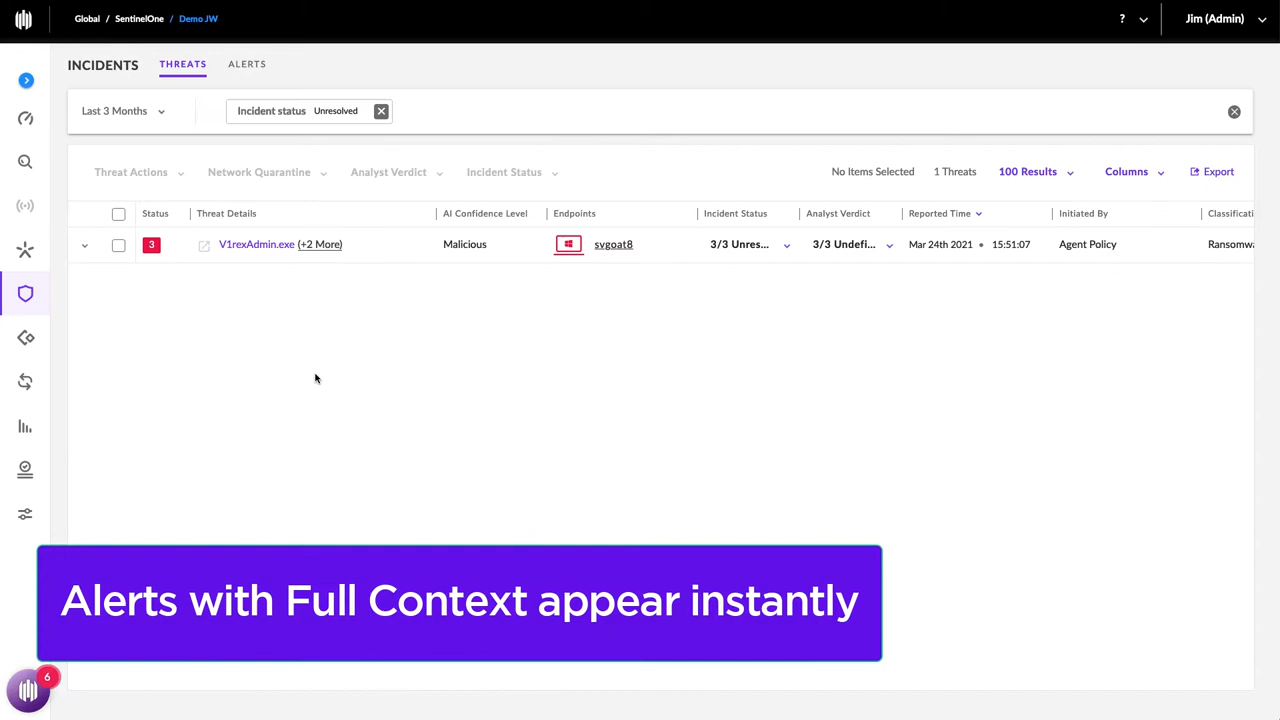 Global / SentinelOne / Demo JW
?
Jim (Admin)
INCIDENTS
THREATS
ALERTS
Last 3 Months
Incident status Unresolved
Threat Actions
Network Quarantine
Analyst Verdict
Incident Status
No Items Selected
1 Threats
100 Results
Columns
Export
Status
Threat Details
AI Confidence Level
Endpoints
Incident Status
Analyst Verdict
Reported Time
Initiated By
Classificati
3
V1rexAdmin.exe (+2 More)
Malicious
svgoat8
3/3 Unres...
3/3 Undefi...
Mar 24th 2021 • 15:51:07
Agent Policy
Ransomwa
Alerts with Full Context appear instantly
6